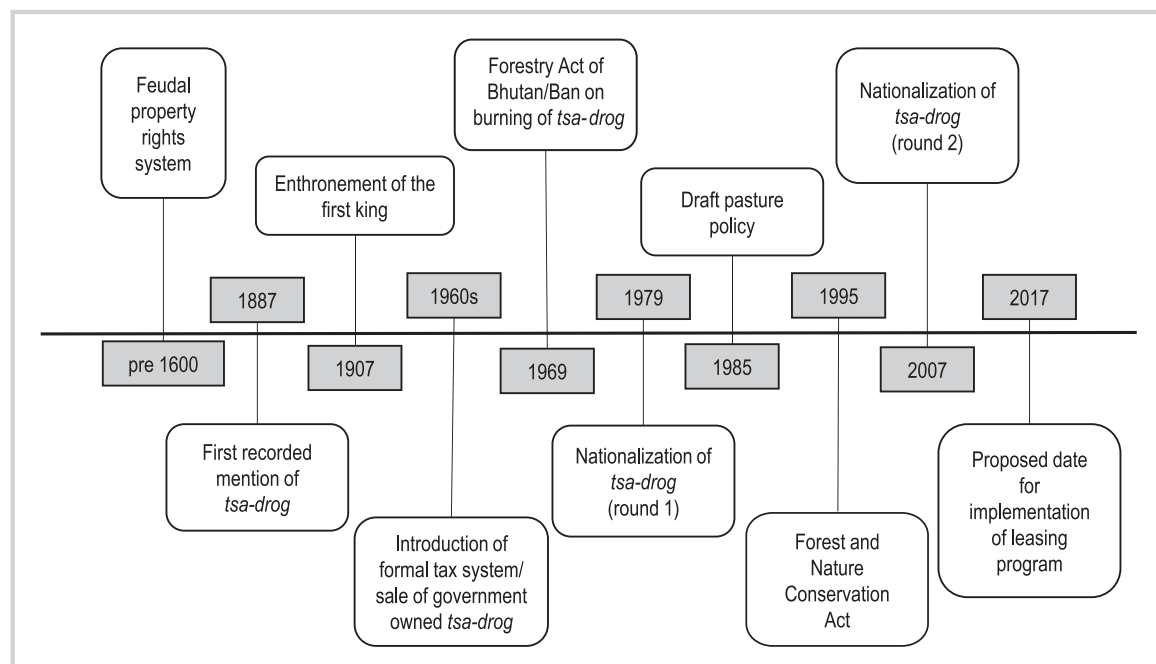 Feudal
property
rights
system
Enthronement of the
first king
Forestry Act of
Bhutan/Ban on
burning of tsa-drog
Draft pasture
policy
Nationalization of
tsa-drog
(round 2)
1887
1960s
1979
1995
2017
pre 1600
1907
1969
1985
2007
First recorded
mention of
tsa-drog
Introduction of
formal tax system/
sale of government
owned tsa-drog
Nationalization of
tsa-drog
(round 1)
Forest and
Nature
Conservation
Act
Proposed date
for
implementation
of leasing
program